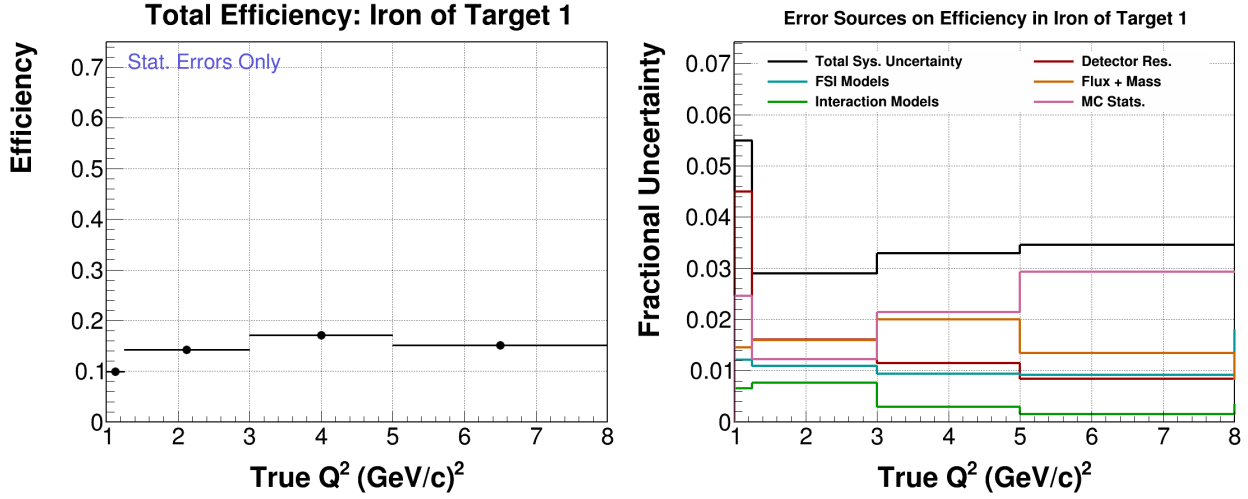 Total Efficiency: Iron of Target 1
Stat. Errors Only
Efficiency
0.7
0.6
0.5
0.4
0.3
0.2
0.1
0
1 2 3 4 5 6 7 8
True Q² (GeV/c)²
Error Sources on Efficiency in Iron of Target 1
Total Sys. Uncertainty
FSI Models
Interaction Models
Detector Res.
Flux + Mass
MC Stats.
Fractional Uncertainty
0.07
0.06
0.05
0.04
0.03
0.02
0.01
0
1 2 3 4 5 6 7 8
True Q² (GeV/c)²